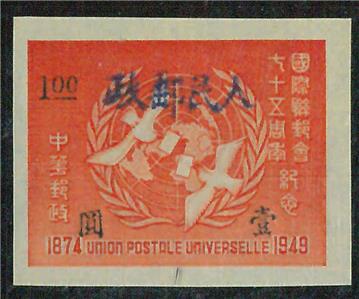 國際聯郵會
七十五周年 紀念
政郵民人
1.00
中華郵政
圓 壹
1874 UNION POSTALE UNIVERSELLE 1949